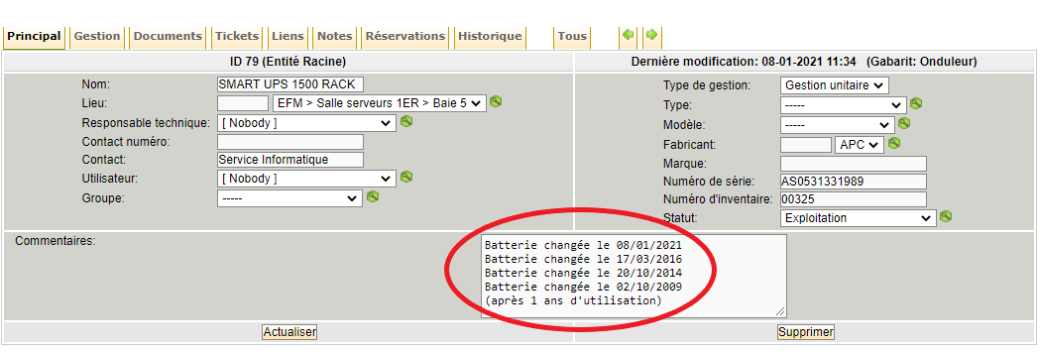 Principal Gestion Documents Tickets Liens Notes Réservations Historique Tous
ID 79 (Entité Racine) Dernière modification: 08-01-2021 11:34 (Gabarit: Onduleur)
Nom: SMART UPS 1500 RACK Type de gestion: Gestion unitaire
Lieu: EFM > Salle serveurs 1ER > Baie 5 Type: -----
Responsable technique: [ Nobody ] Modèle: -----
Contact numéro: Fabricant: APC
Contact: Service Informatique Marque:
Utilisateur: [ Nobody ] Numéro de série: AS0531331989
Groupe: ----- Numéro d'inventaire: 00325
Statut: Exploitation
Commentaires:
Batterie changée le 08/01/2021
Batterie changée le 17/03/2016
Batterie changée le 20/10/2014
Batterie changée le 02/10/2009
(après 1 ans d'utilisation)
Actualiser Supprimer